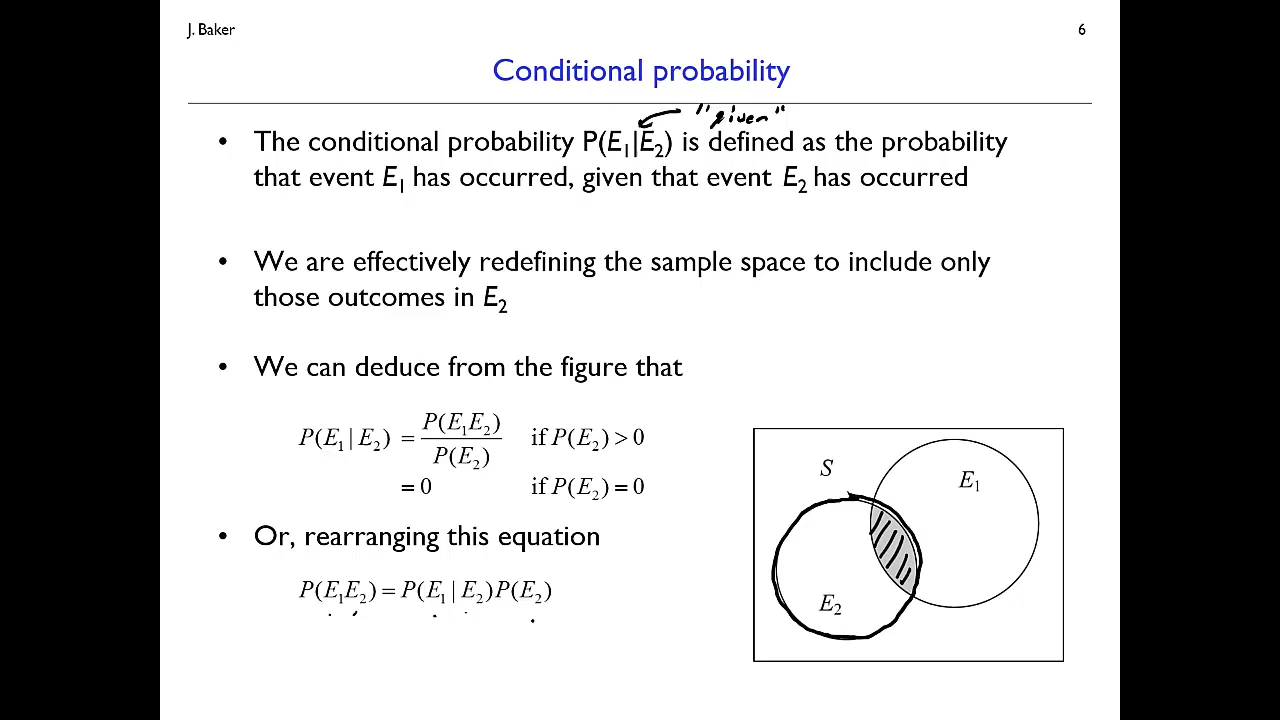 J. Baker
6
Conditional probability
"given"
• The conditional probability P(E₁|E₂) is defined as the probability
that event E₁ has occurred, given that event E₂ has occurred
• We are effectively redefining the sample space to include only
those outcomes in E₂
• We can deduce from the figure that
P(E₁ | E₂) = P(E₁E₂) / P(E₂) if P(E₂) > 0
= 0 if P(E₂) = 0
• Or, rearranging this equation
P(E₁E₂) = P(E₁ | E₂)P(E₂)
S
E₁
E₂